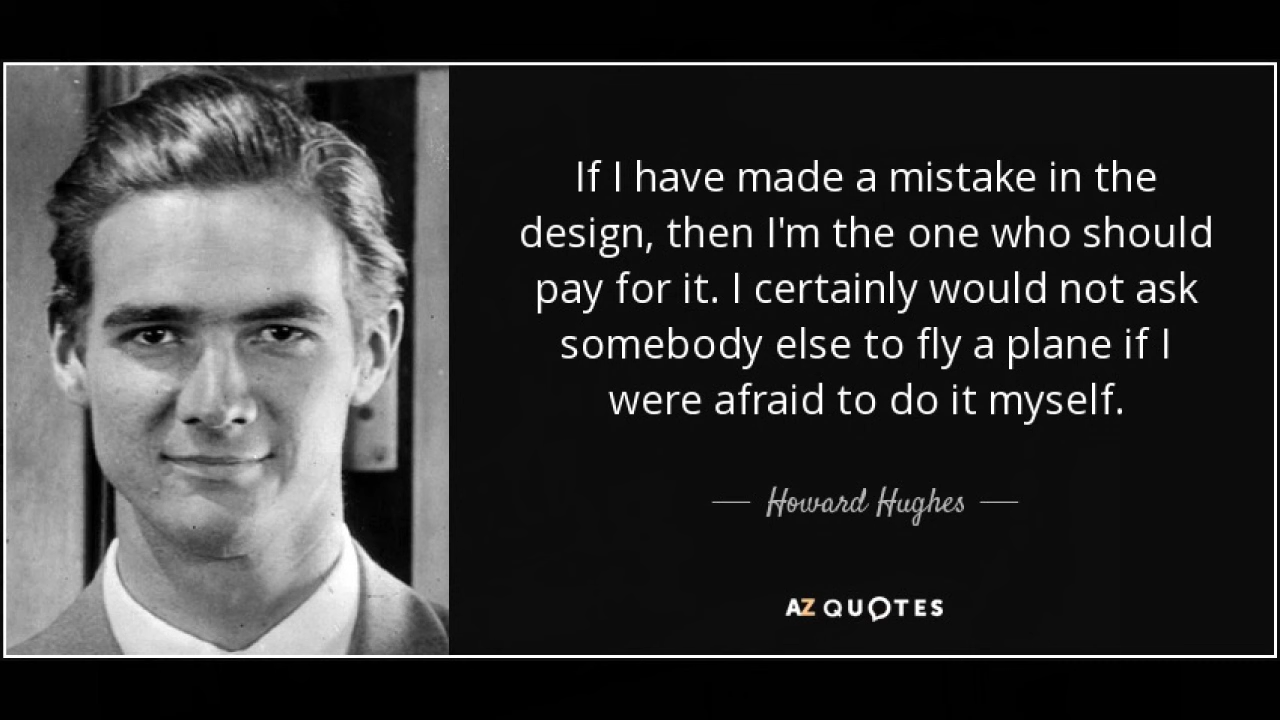 If I have made a mistake in the
design, then I'm the one who should
pay for it. I certainly would not ask
somebody else to fly a plane if I
were afraid to do it myself.
Howard Hughes
AZ QUOTES